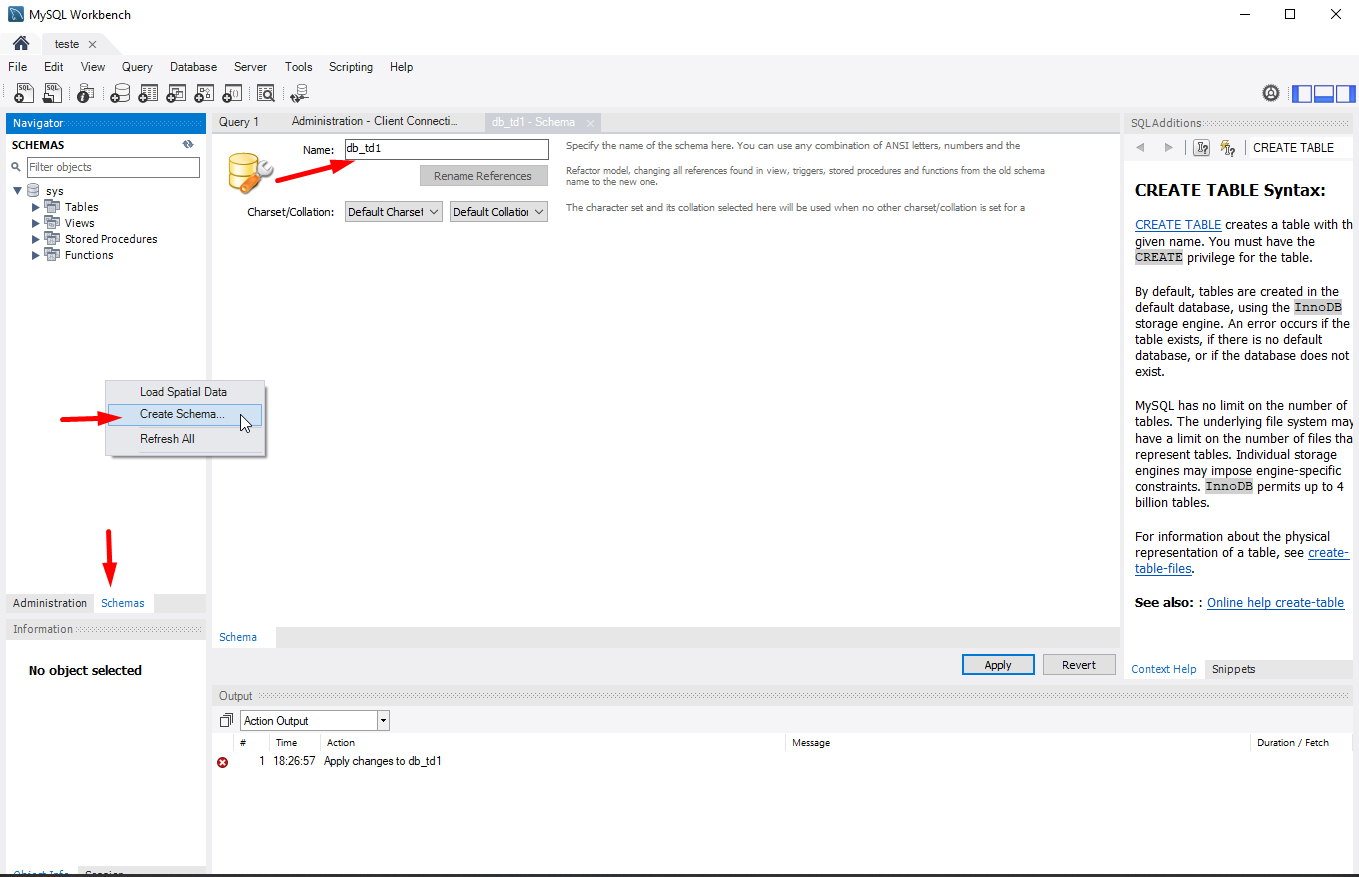 MySQL Workbench
teste
File Edit View Query Database Server Tools Scripting Help
Navigator
SCHEMAS
Filter objects
sys
Tables
Views
Stored Procedures
Functions
Load Spatial Data
Create Schema...
Refresh All
Administration Schemas
Information
No object selected
Query 1 Administration - Client Connecti... db_td1 - Schema
Name: db_td1
Specify the name of the schema here. You can use any combination of ANSI letters, numbers and the
Rename References
Refactor model, changing all references found in view, triggers, stored procedures and functions from the old schema
name to the new one.
Charset/Collation: Default Charset Default Collation
The character set and its collation selected here will be used when no other charset/collation is set for a
Schema
Apply Revert
Output
Action Output
# Time Action Message Duration / Fetch
1 18:26:57 Apply changes to db_td1
SQLAdditions
CREATE TABLE
CREATE TABLE Syntax:
CREATE TABLE creates a table with th
given name. You must have the
CREATE privilege for the table.
By default, tables are created in the
default database, using the InnoDB
storage engine. An error occurs if the
table exists, if there is no default
database, or if the database does not
exist.
MySQL has no limit on the number of
tables. The underlying file system may
have a limit on the number of files tha
represent tables. Individual storage
engines may impose engine-specific
constraints. InnoDB permits up to 4
billion tables.
For information about the physical
representation of a table, see create-
table-files.
See also: : Online help create-table
Context Help Snippets